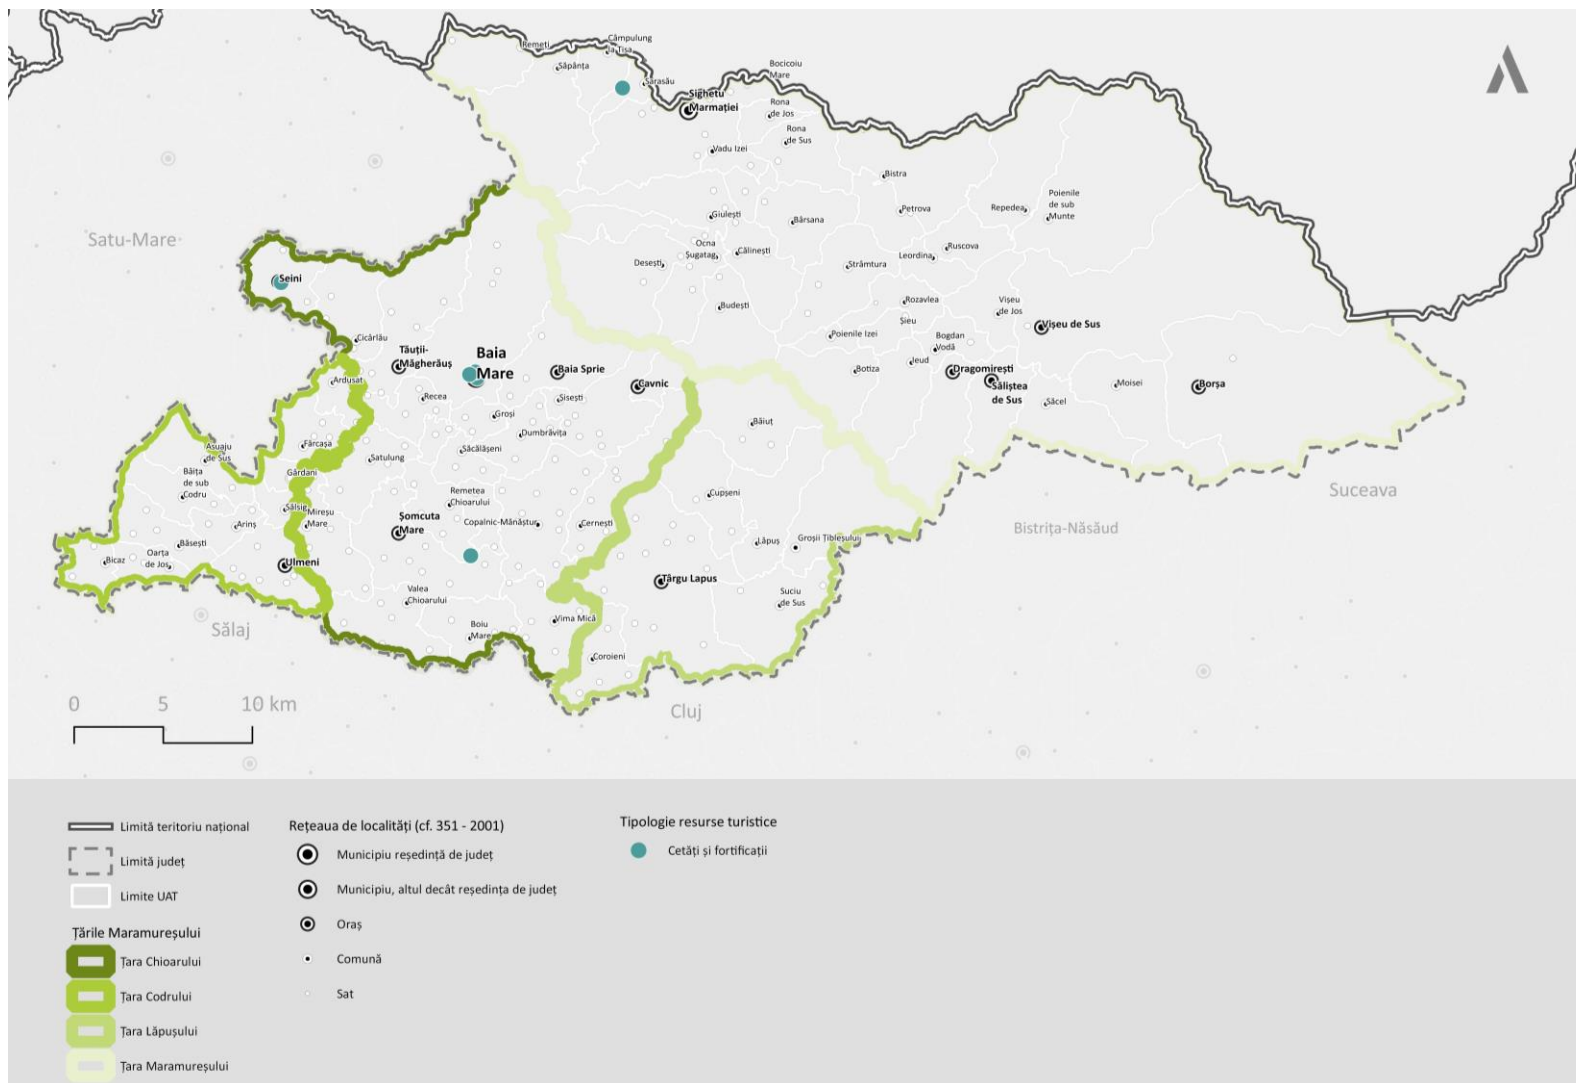 Remeți
Câmpulung
la Tisa
Săpânța
Sarasău
Bocicoiu
Mare
Sighetu
Marmației
Rona
de Jos
Rona
de Sus
Vadu Izei
Bistra
Petrova
Repedea
Poienile
de sub
Munte
Giulești
Bârsana
Satu-Mare
Ocna
Șugatag
Călinești
Desești
Strâmtura
Leordina
Ruscova
Seini
Budești
Rozavlea
Șieu
Vișeu
de Jos
Vișeu de Sus
Poienile Izei
Bogdan
Vodă
Cicârlău
Tăuții-
Măgherăuș
Baia
Mare
Baia Sprie
Cavnic
Botiza
Ieud
Dragomirești
Săliștea
de Sus
Săcel
Moisei
Borșa
Ardusat
Recea
Groși
Sisești
Dumbrăvița
Băiuț
Asuaju
de Sus
Fărcașa
Satulung
Săcălășeni
Băița
de sub
Codru
Gârdani
Remetea
Chioarului
Cupșeni
Suceava
Sălsig
Mireșu
Mare
Arinș
Șomcuta
Mare
Copalnic-Mănăștur
Cernești
Bistrița-Năsăud
Băsești
Oarța
de Jos
Bicaz
Ulmeni
Lăpuș
Groșii Țibleșului
Târgu Lapus
Suciu
de Sus
Valea
Chioarului
Sălaj
Boiu
Mare
Vima Mică
Coroieni
Cluj
0 5 10 km
Limită teritoriu național
Limită județ
Limite UAT
Țările Maramureșului
Țara Chioarului
Țara Codrului
Țara Lăpușului
Țara Maramureșului
Rețeaua de localități (cf. 351 - 2001)
Municipiu reședință de județ
Municipiu, altul decât reședința de județ
Oraș
Comună
Sat
Tipologie resurse turistice
Cetăți și fortificații